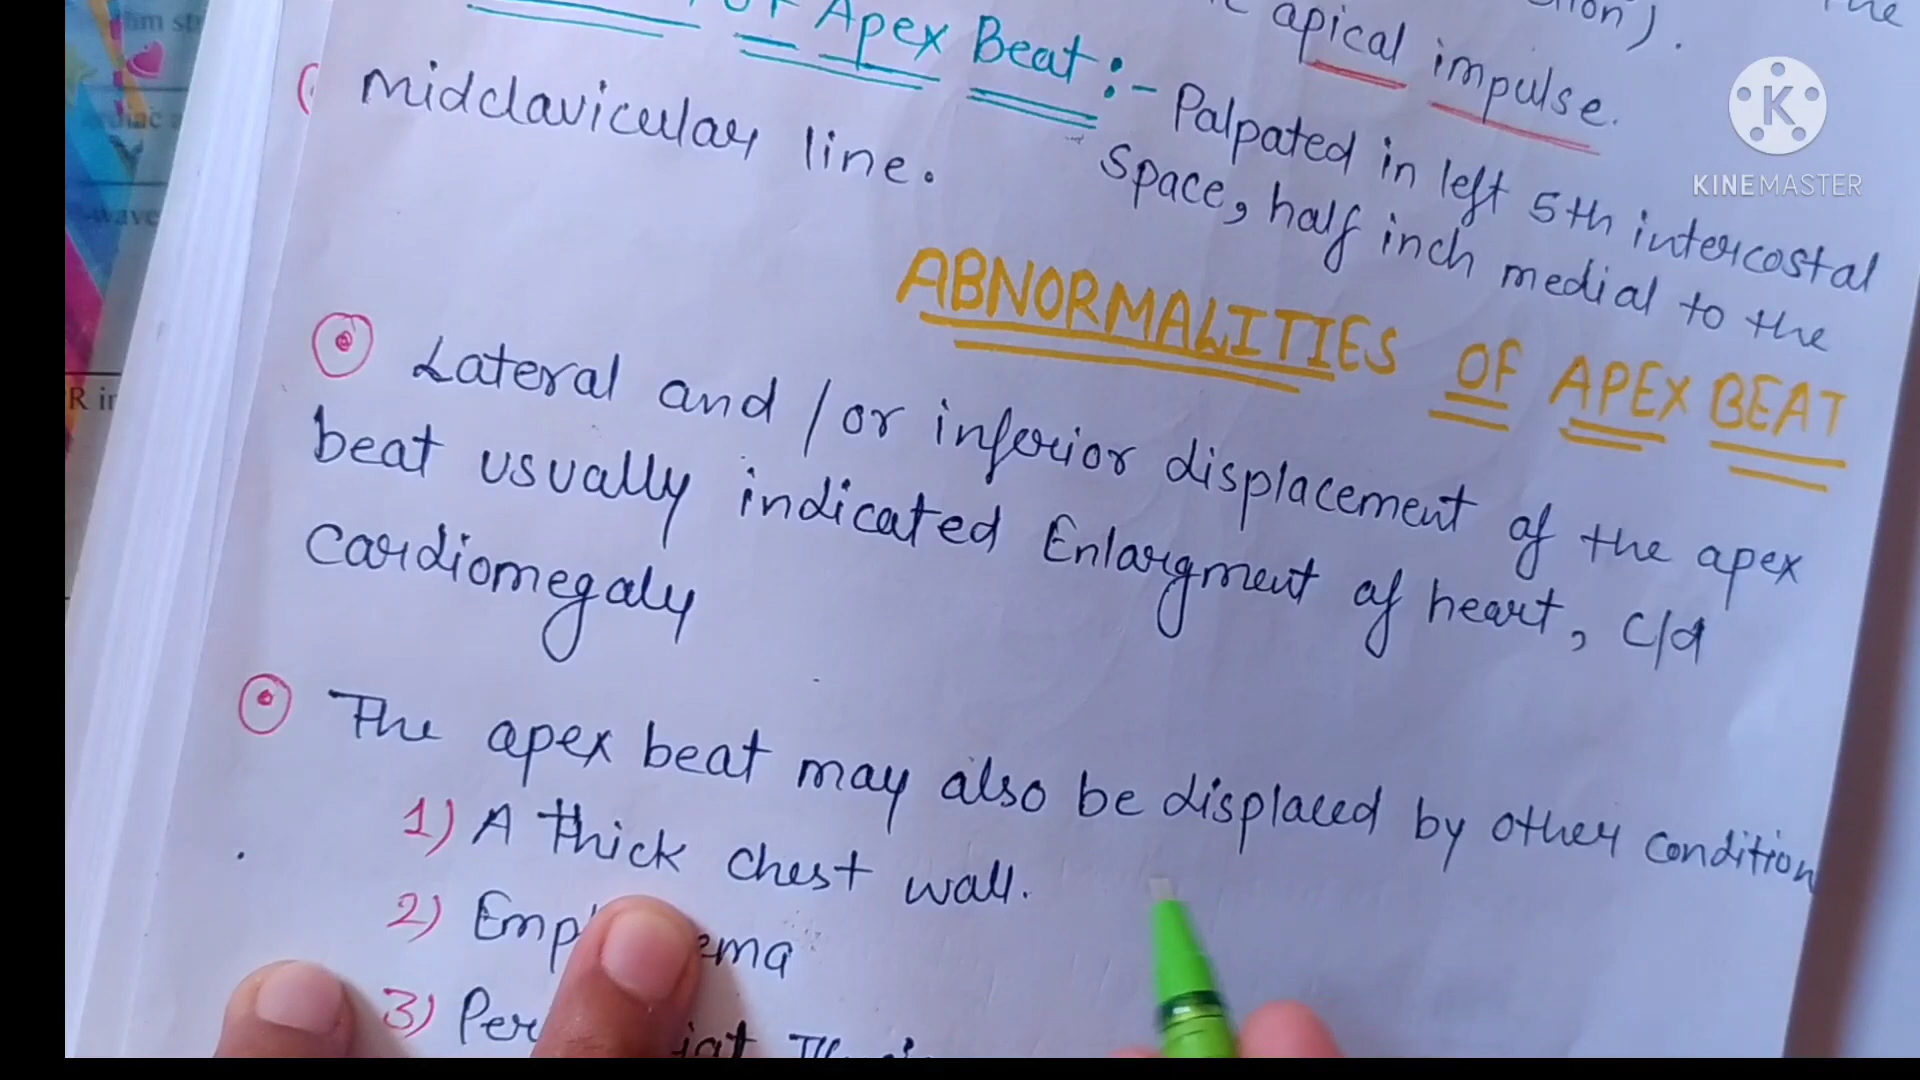 apical impulse.
of Apex Beat :- Palpated in left 5th intercostal
space, half inch medial to the
midclavicular line.
ABNORMALITIES OF APEX BEAT
Lateral and / or inferior displacement of the apex
beat usually indicated Enlargment of heart, c/d
cardiomegaly
The apex beat may also be displaced by other condition
1) A thick chest wall.
2) Emp ema
3) Per
KINEMASTER